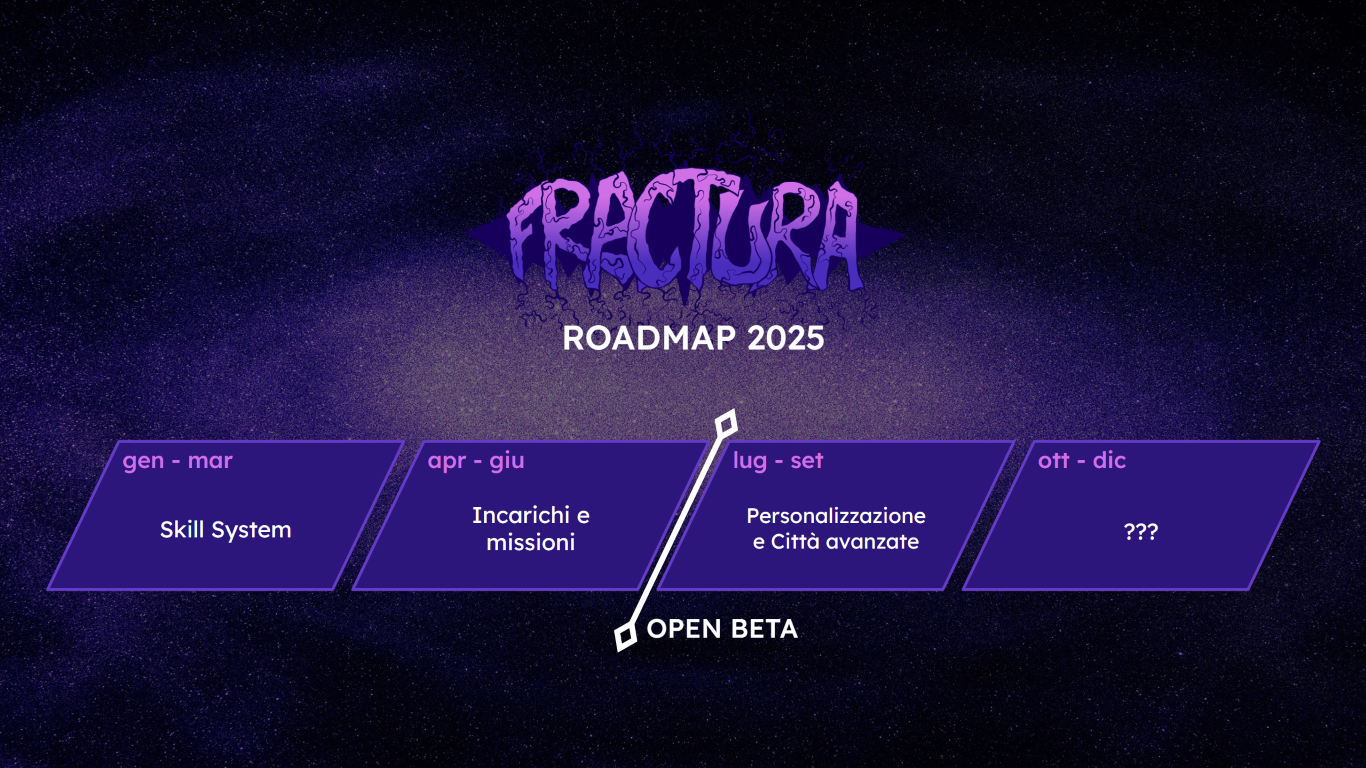 FRACTURA
ROADMAP 2025
gen - mar
Skill System
apr - giu
Incarichi e
missioni
lug - set
Personalizzazione
e Città avanzate
ott - dic
???
OPEN BETA